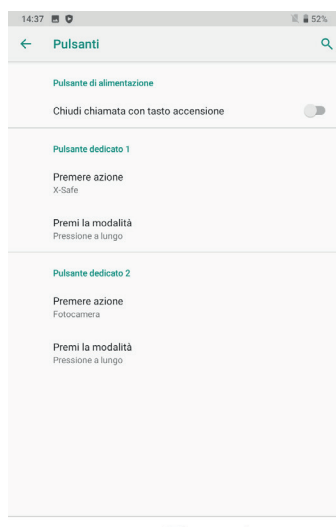 14:37 52%
Pulsanti
Pulsante di alimentazione
Chiudi chiamata con tasto accensione
Pulsante dedicato 1
Premere azione
X-Safe
Premi la modalità
Pressione a lungo
Pulsante dedicato 2
Premere azione
Fotocamera
Premi la modalità
Pressione a lungo